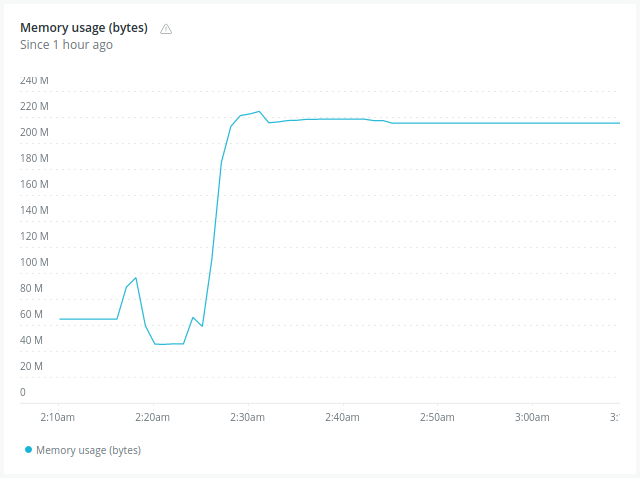 Memory usage (bytes)
Since 1 hour ago
240 M
220 M
200 M
180 M
160 M
140 M
120 M
100 M
80 M
60 M
40 M
20 M
0
2:10am 2:20am 2:30am 2:40am 2:50am 3:00am 3:
Memory usage (bytes)